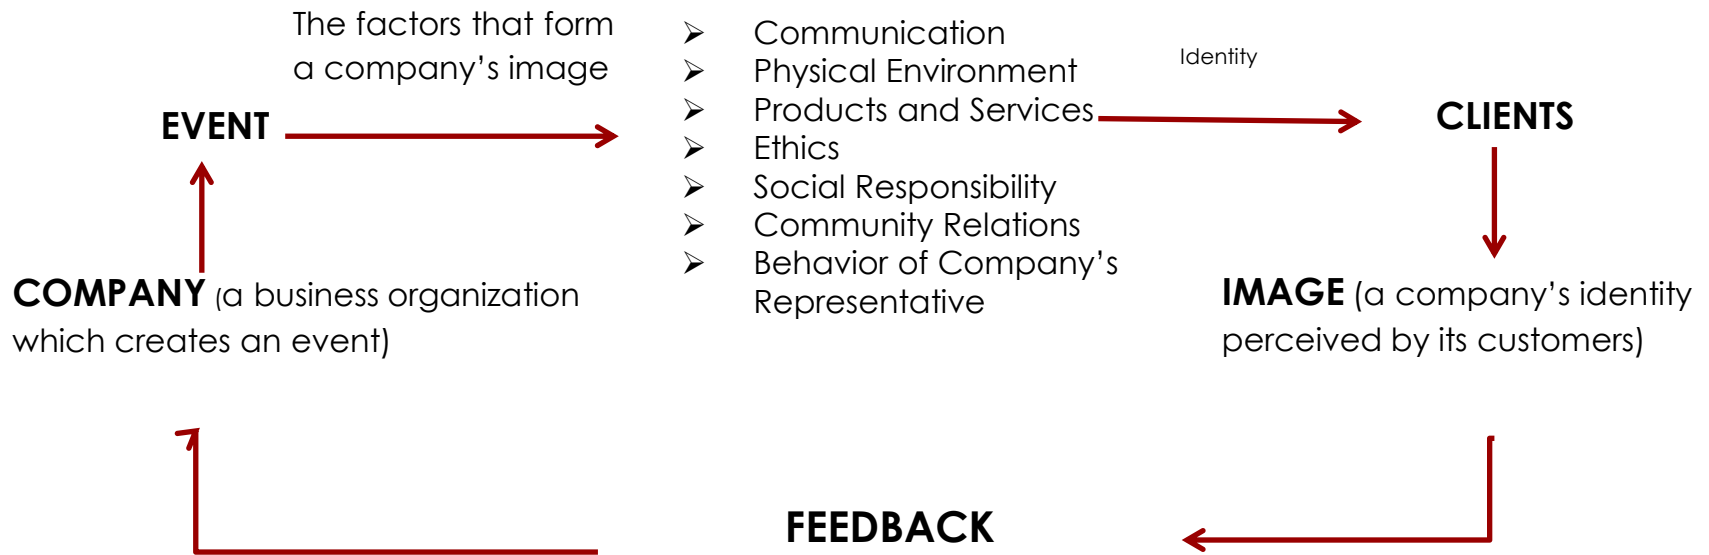 The factors that form
a company’s image
➢ Communication
➢ Physical Environment
➢ Products and Services
➢ Ethics
➢ Social Responsibility
➢ Community Relations
➢ Behavior of Company’s
Representative
Identity
EVENT
CLIENTS
COMPANY (a business organization
which creates an event)
IMAGE (a company’s identity
perceived by its customers)
FEEDBACK